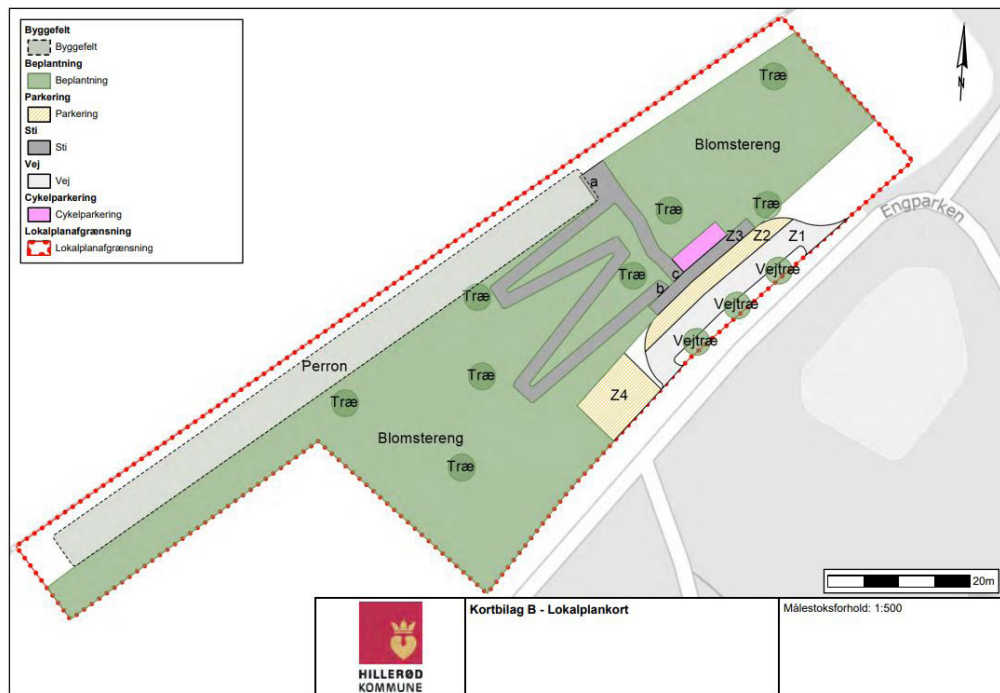 Byggefelt
Byggefelt
Beplantning
Beplantning
Parkering
Parkering
Sti
Sti
Vej
Vej
Cykelparkering
Cykelparkering
Lokalplanafgrænsning
Lokalplanafgrænsning
N
Træ
Blomstereng
a
Træ
Træ
Engparken
Z3
Z2
Z1
Træ
c
b
Vejtræ
Træ
Vejtræ
Vejtræ
Perron
Træ
Z4
Træ
Blomstereng
Træ
20m
HILLERØD
KOMMUNE
Kortbilag B - Lokalplankort
Målestoksforhold: 1:500